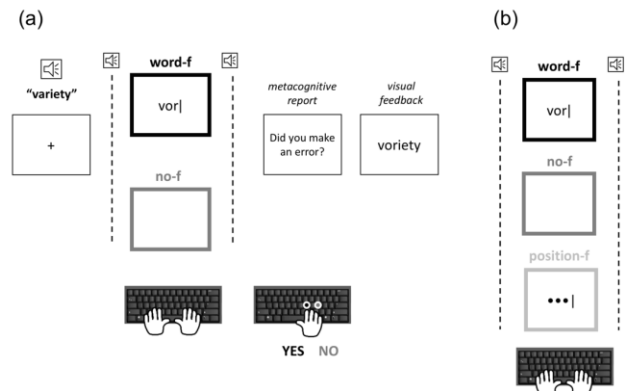 (a)
"variety"
+
word-f
vor|
no-f
metacognitive
report
Did you make
an error?
visual
feedback
voriety
YES NO
(b)
word-f
vor|
no-f
position-f
•••|